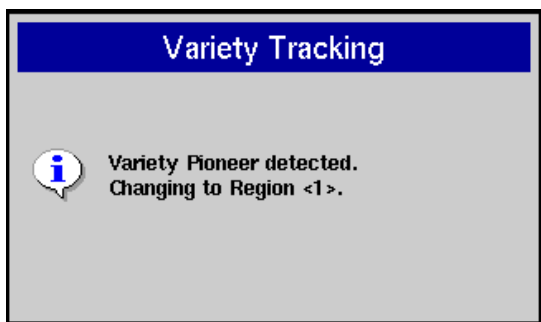 Variety Tracking
Variety Pioneer detected.
Changing to Region <1>.